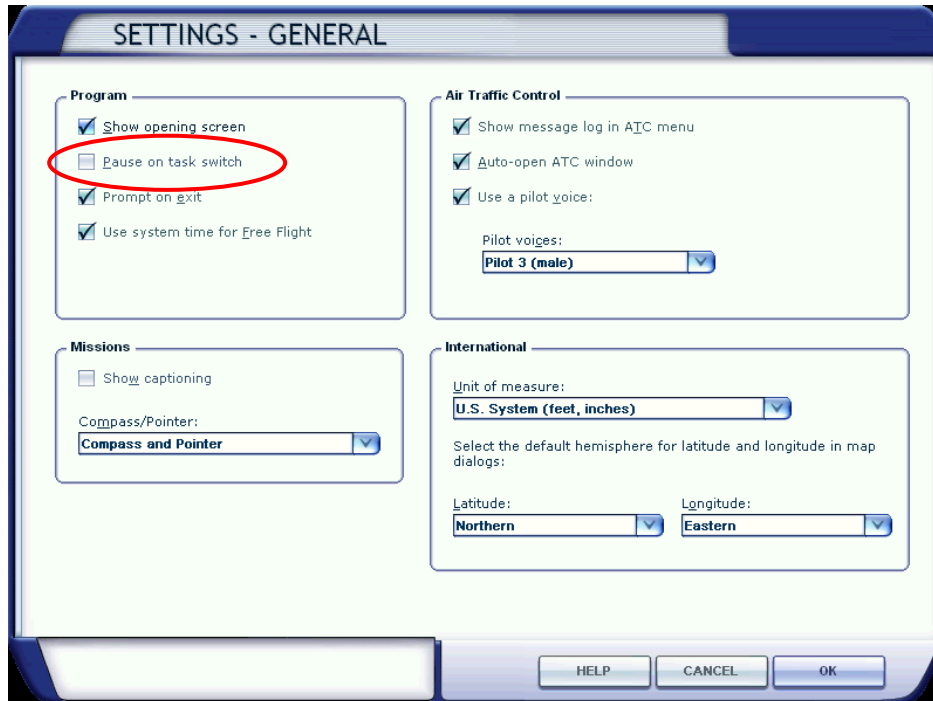 SETTINGS - GENERAL
Program
Show opening screen
Pause on task switch
Prompt on exit
Use system time for Free Flight
Air Traffic Control
Show message log in ATC menu
Auto-open ATC window
Use a pilot voice:
Pilot voices:
Pilot 3 (male)
Missions
Show captioning
Compass/Pointer:
Compass and Pointer
International
Unit of measure:
U.S. System (feet, inches)
Select the default hemisphere for latitude and longitude in map
dialogs:
Latitude:
Longitude:
Northern
Eastern
HELP
CANCEL
OK